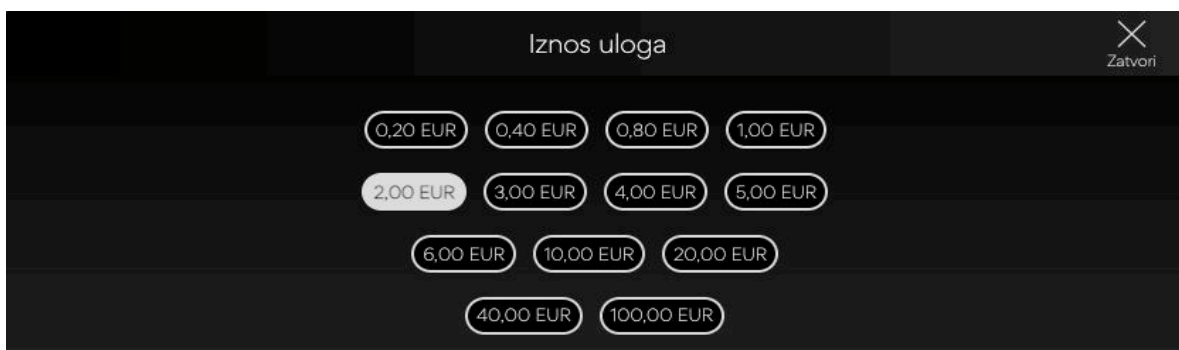 Iznos uloga
Zatvori
0,20 EUR 0,40 EUR 0,80 EUR 1,00 EUR
2,00 EUR 3,00 EUR 4,00 EUR 5,00 EUR
6,00 EUR 10,00 EUR 20,00 EUR
40,00 EUR 100,00 EUR